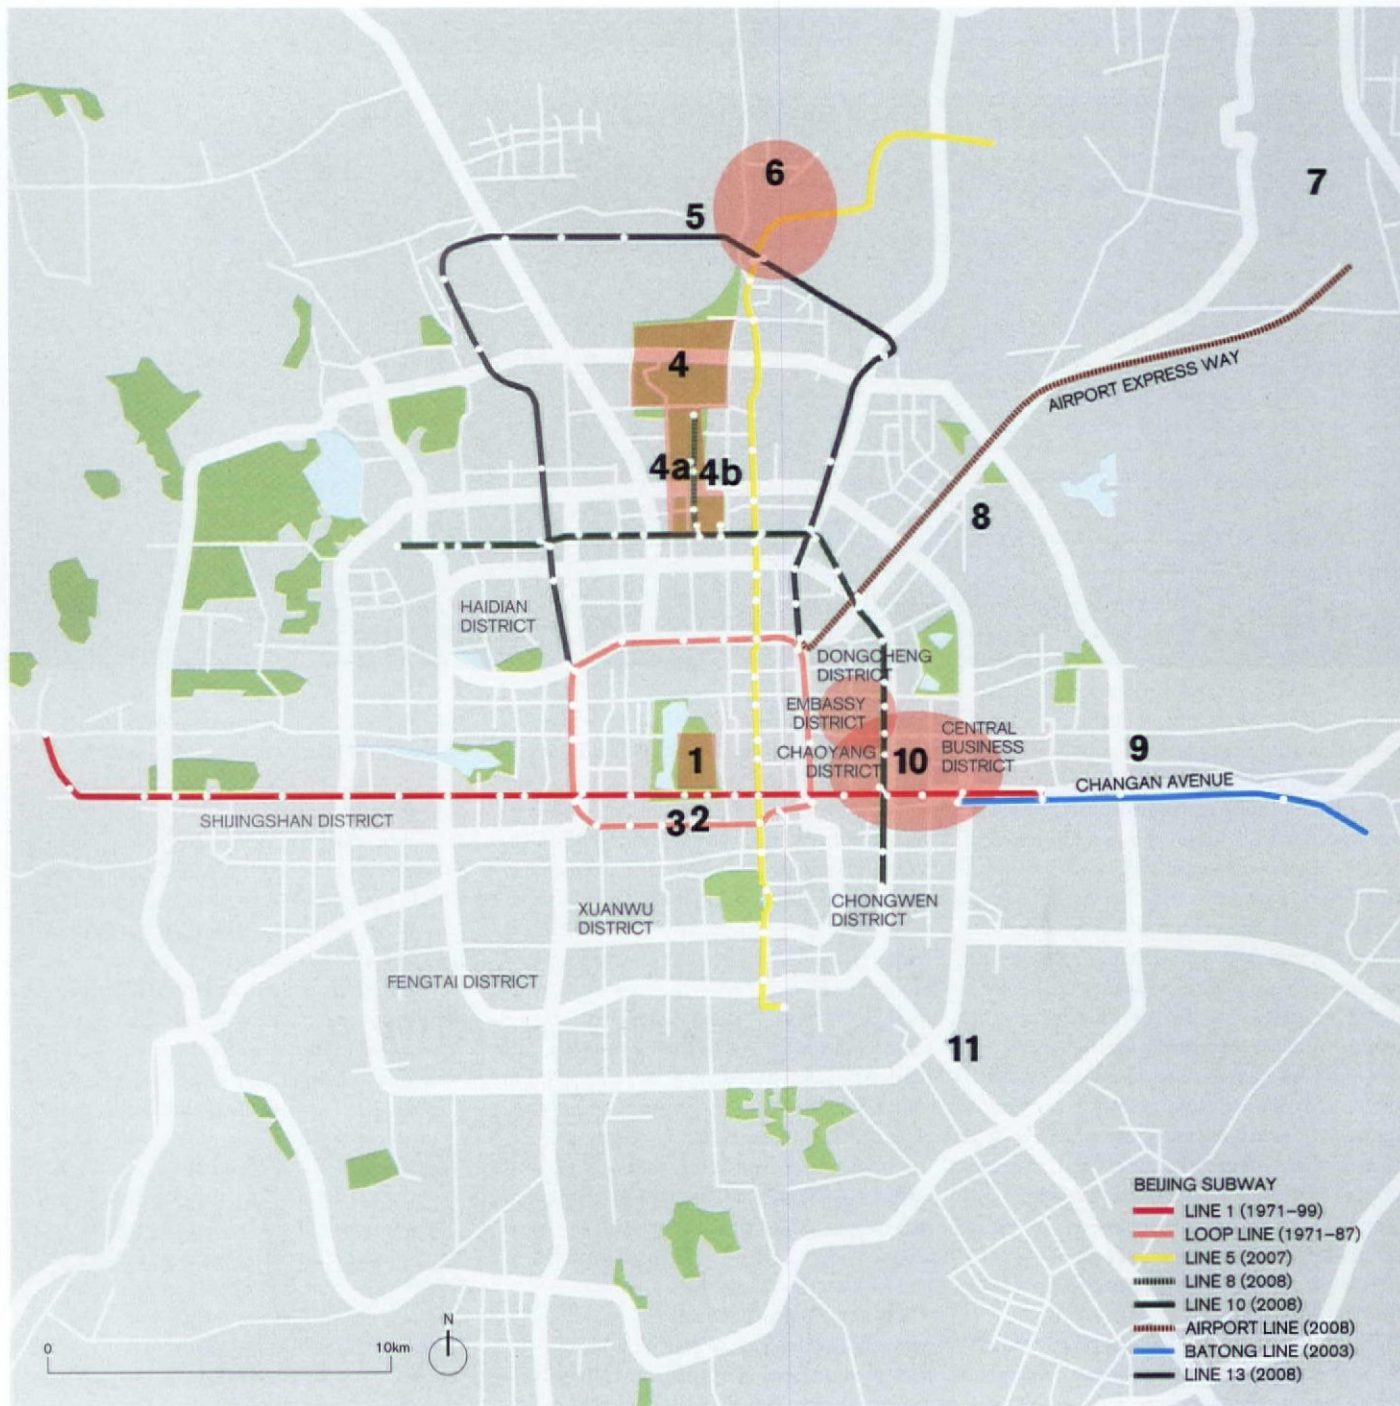 6
7
5
4
AIRPORT EXPRESS WAY
4a
4b
8
HAIDIAN
DISTRICT
DONGCHENG
DISTRICT
EMBASSY
DISTRICT
CENTRAL
BUSINESS
DISTRICT
CHAOYANG
DISTRICT
1
10
9
CHANGAN AVENUE
SHIJINGSHAN DISTRICT
3
2
XUANWU
DISTRICT
CHONGWEN
DISTRICT
FENGTAI DISTRICT
11
BEIJING SUBWAY
LINE 1 (1971–99)
LOOP LINE (1971–87)
LINE 5 (2007)
LINE 8 (2008)
LINE 10 (2008)
AIRPORT LINE (2008)
BATONG LINE (2003)
LINE 13 (2008)
0
10km
N